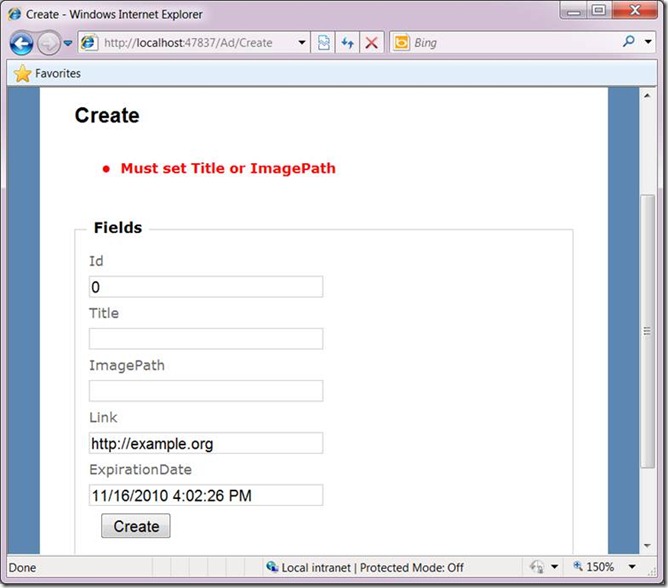 Create - Windows Internet Explorer
http://localhost:47837/Ad/Create
Bing
Favorites
Create
Must set Title or ImagePath
Fields
Id
0
Title
ImagePath
Link
http://example.org
ExpirationDate
11/16/2010 4:02:26 PM
Create
Done
Local intranet | Protected Mode: Off
150%